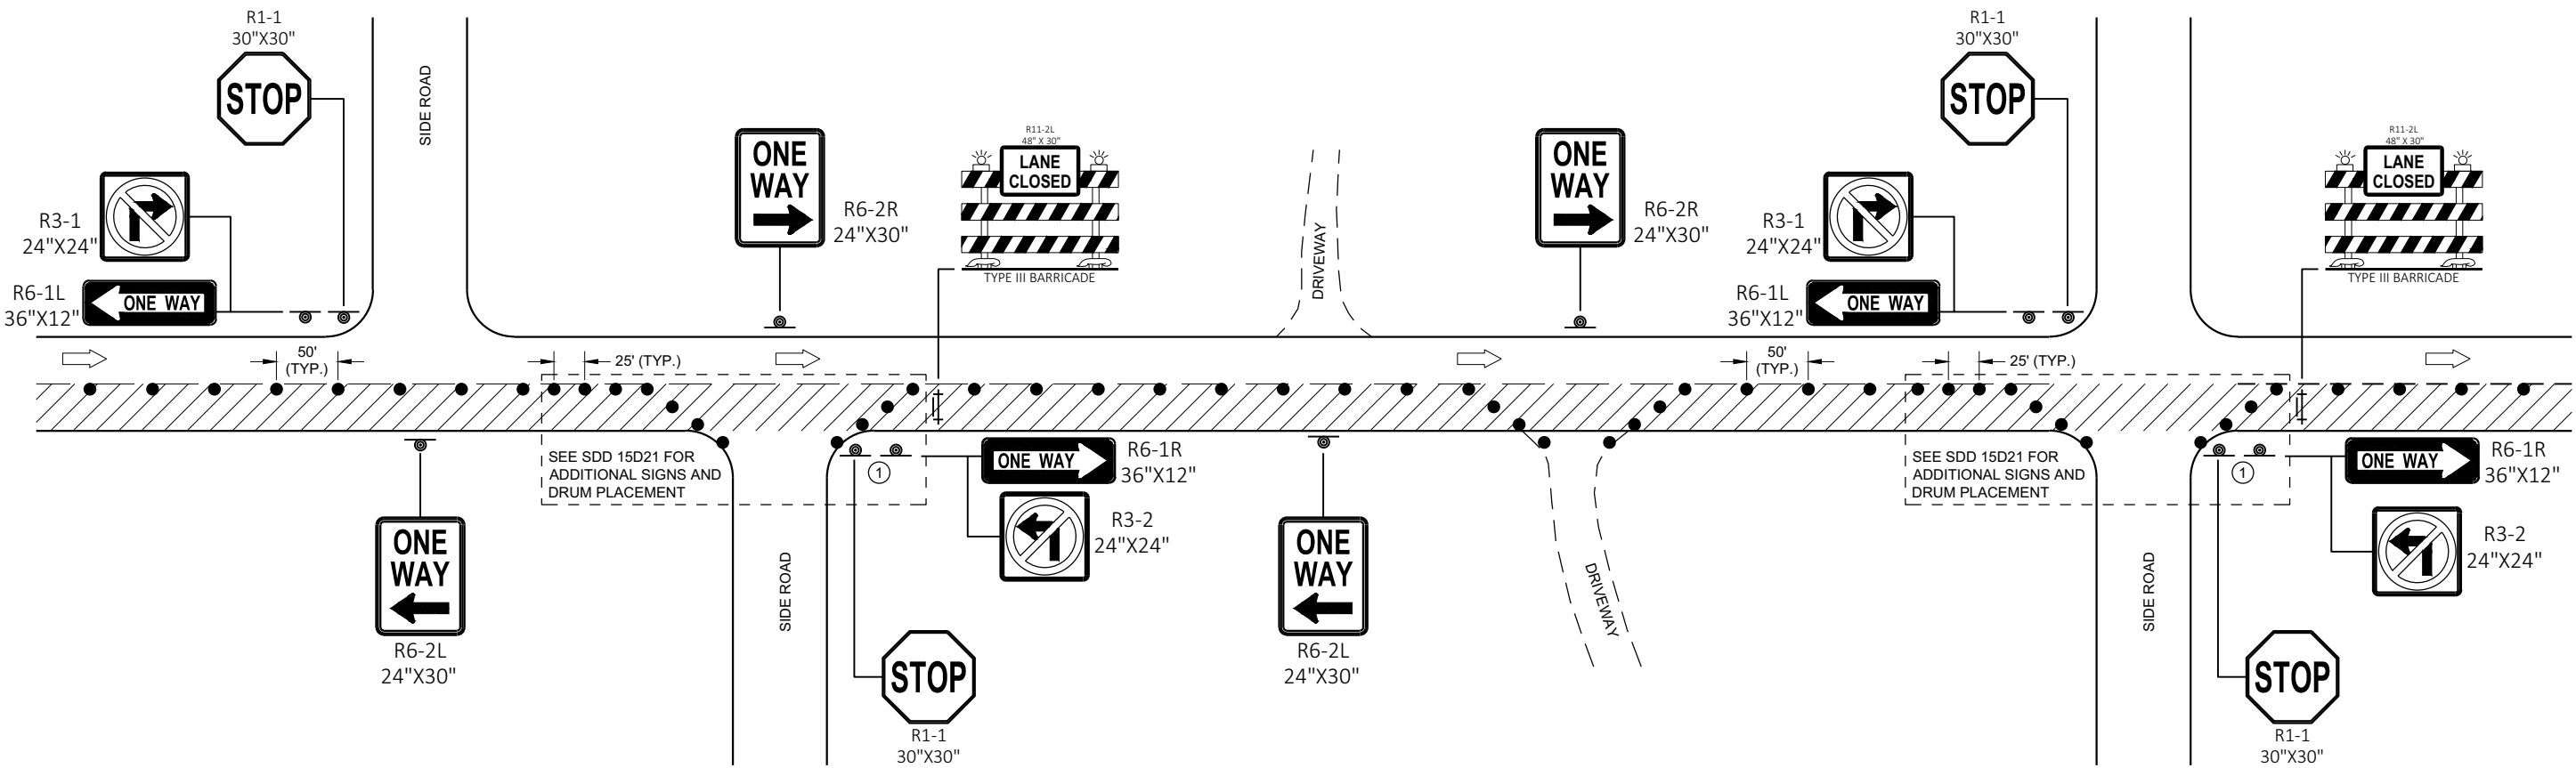 R1-1
30"X30"
STOP
SIDE ROAD
R3-1
24"X24"
R6-1L
36"X12"
ONE WAY
50'
(TYP.)
25' (TYP.)
ONE
WAY
R6-2R
24"X30"
R11-2L
48" X 30"
LANE
CLOSED
TYPE III BARRICADE
DRIVEWAY
ONE
WAY
R6-2R
24"X30"
R1-1
30"X30"
STOP
R3-1
24"X24"
R6-1L
36"X12"
ONE WAY
50'
(TYP.)
25' (TYP.)
R11-2L
48" X 30"
LANE
CLOSED
TYPE III BARRICADE
ONE
WAY
R6-2L
24"X30"
SEE SDD 15D21 FOR
ADDITIONAL SIGNS AND
DRUM PLACEMENT
SIDE ROAD
1
ONE WAY
R6-1R
36"X12"
R3-2
24"X24"
STOP
R1-1
30"X30"
ONE
WAY
R6-2L
24"X30"
DRIVEWAY
SEE SDD 15D21 FOR
ADDITIONAL SIGNS AND
DRUM PLACEMENT
SIDE ROAD
1
ONE WAY
R6-1R
36"X12"
R3-2
24"X24"
STOP
R1-1
30"X30"